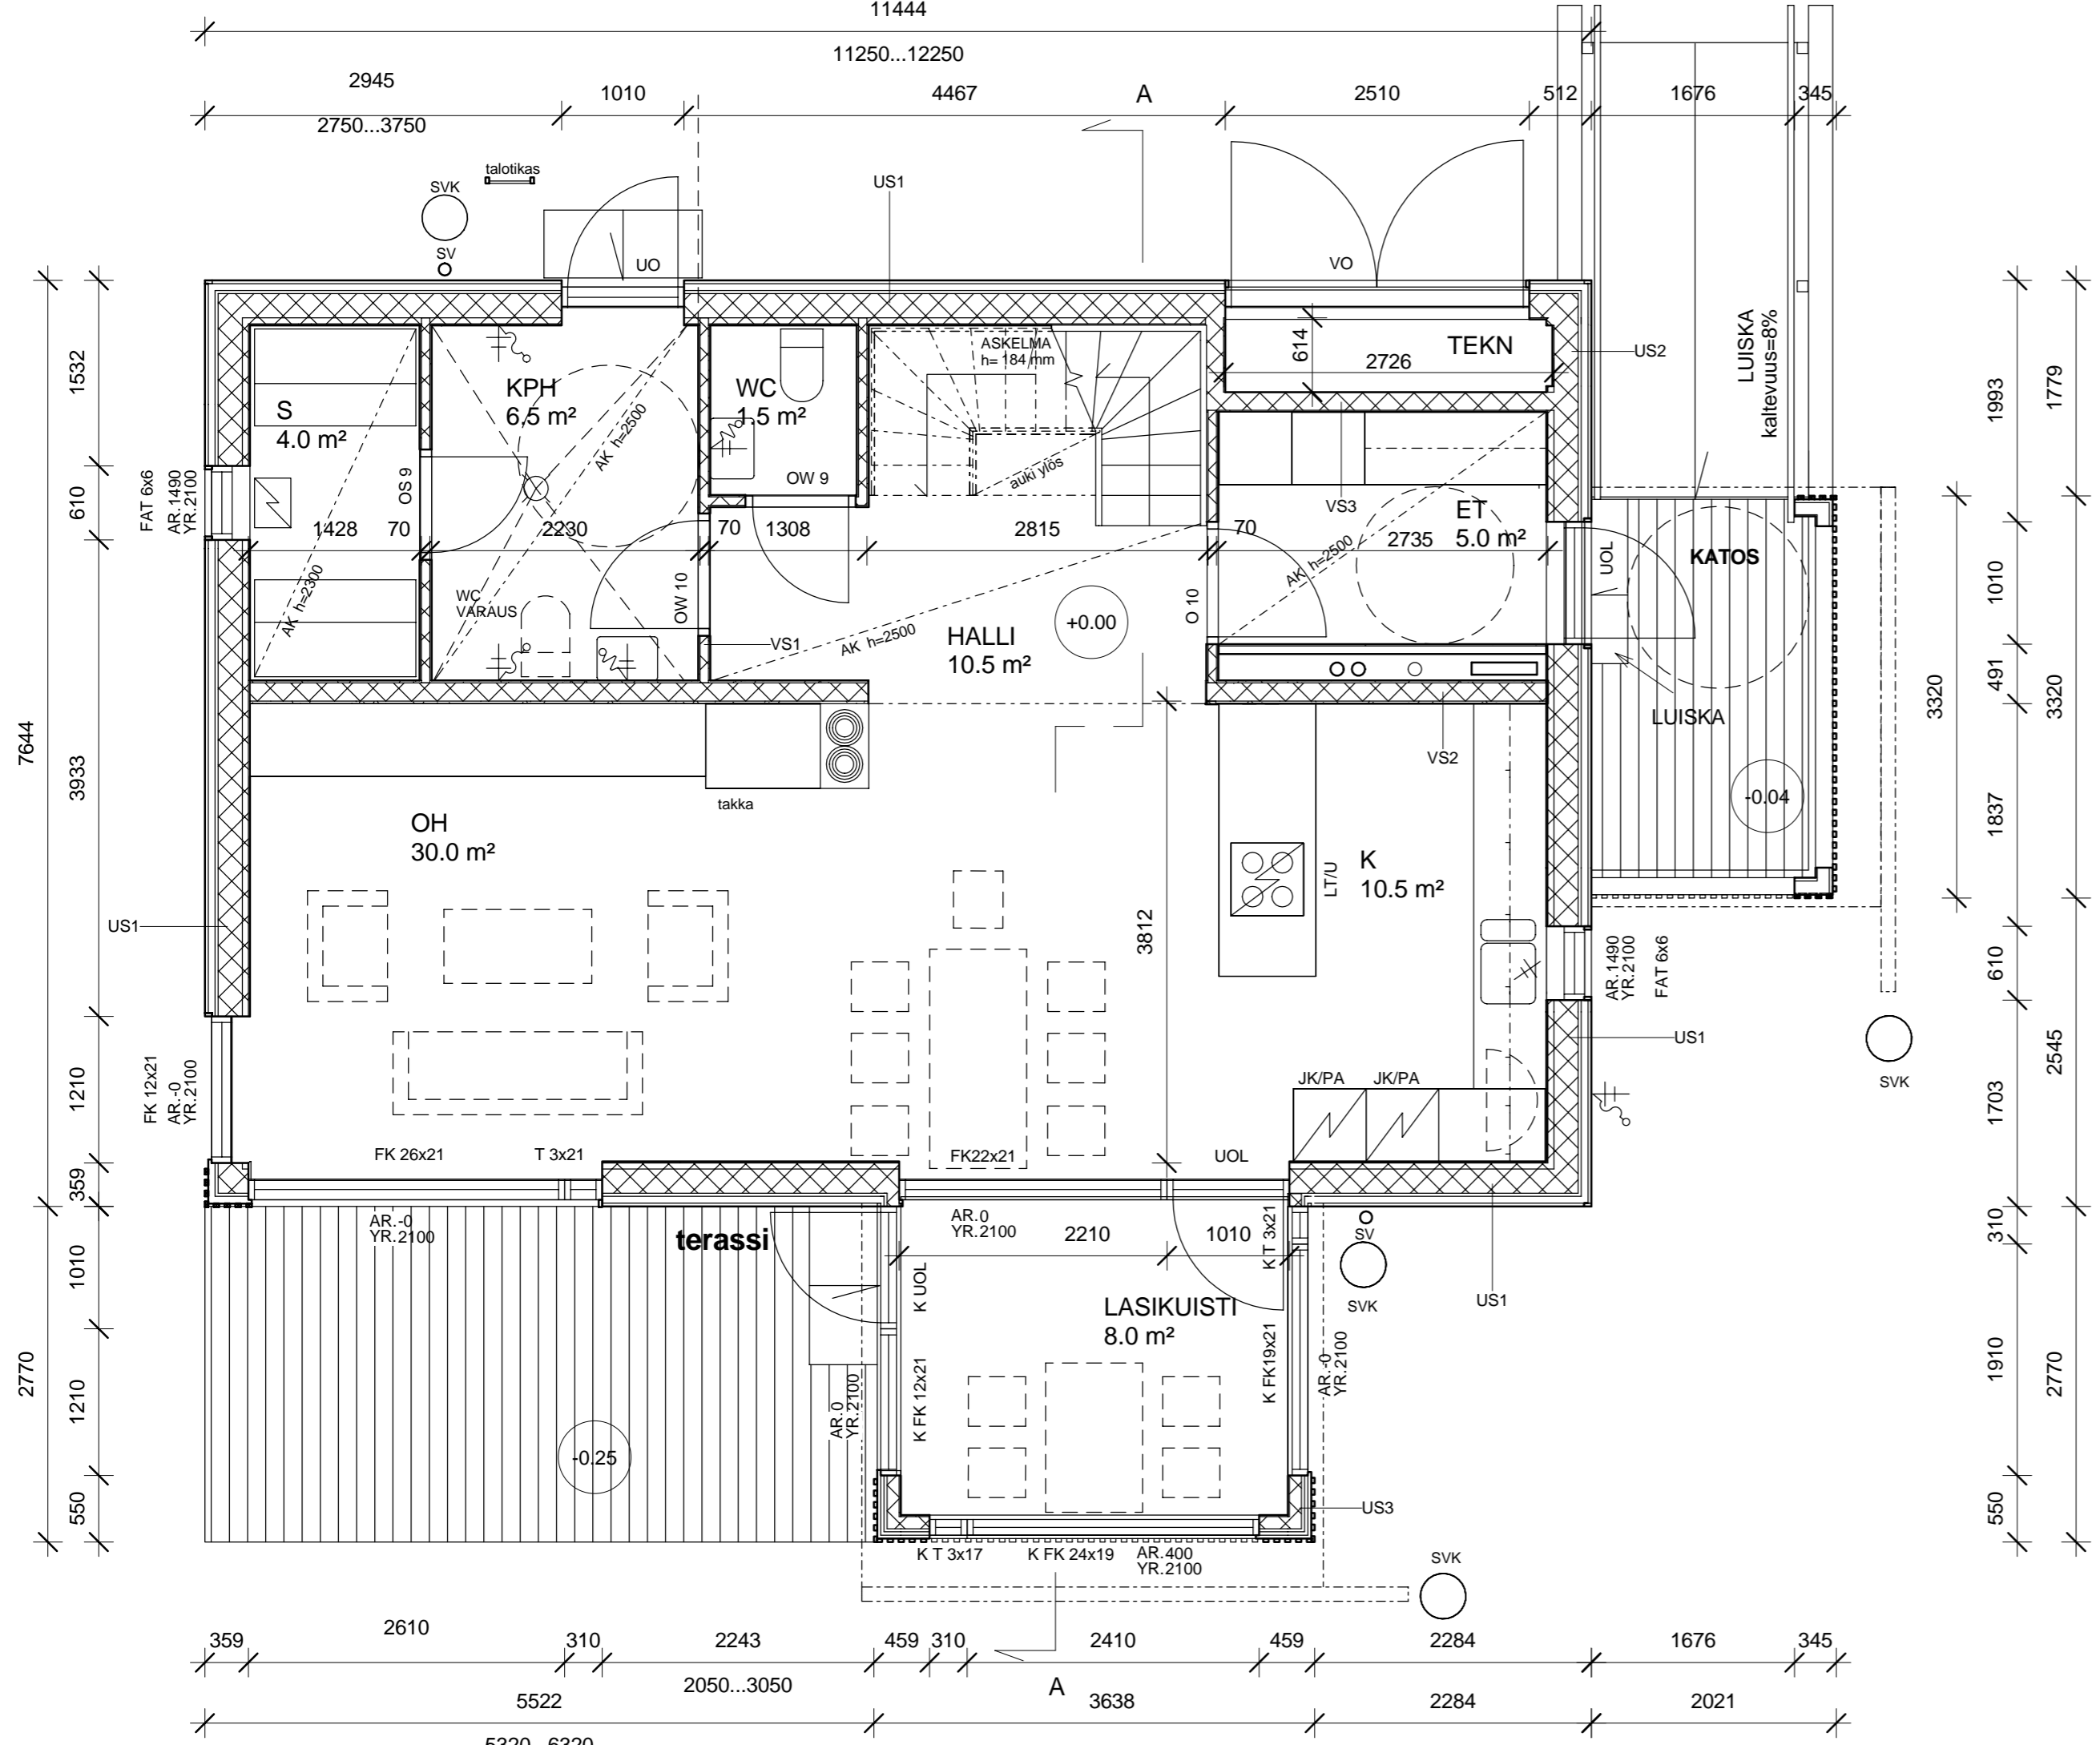 11444
11250...12250
2945
1010
4467
A
2510
512
1676
345
2750...3750
talotikas
SVK
SV
US1
UO
VO
LUISKA
kaltevuus=8%
1532
614
TEKN
2726
US2
1993
1779
ASKELMA
h= 184 mm
S
4.0 m²
KPH
6.5 m²
WC
1.5 m²
AK h=2500
auki ylös
OW 9
OS 9
FAT 6x6
AR.1490
YR.2100
610
VS3
ET
5.0 m²
1428
70
2230
70
1308
2815
70
2735
AK h=2500
UOL
KATOS
1010
AK h=2300
WC
VARAUS
OW 10
VS1
AK h=2500
HALLI
10.5 m²
+0.00
O 10
491
3320
3320
LUISKA
7644
3933
VS2
takka
-0.04
1837
OH
30.0 m²
3812
LT/U
K
10.5 m²
US1
AR.1490
YR.2100
FAT 6x6
610
US1
SVK
2545
1210
FK 12x21
AR.-0
YR.2100
JK/PA
JK/PA
1703
FK 26x21
T 3x21
FK22x21
UOL
359
AR.-0
YR.2100
terassi
AR.0
YR.2100
2210
1010
K T 3x21
SV
SVK
US1
310
1010
K UOL
LASIKUISTI
8.0 m²
K FK19x21
AR.-0
YR.2100
1910
2770
2770
1210
K FK 12x21
AR.0
YR.2100
-0.25
550
US3
550
K T 3x17
K FK 24x19
AR.400
YR.2100
SVK
359
2610
310
2243
459
310
2410
459
2284
1676
345
2050...3050
A
5522
3638
2284
2021
5320...6320